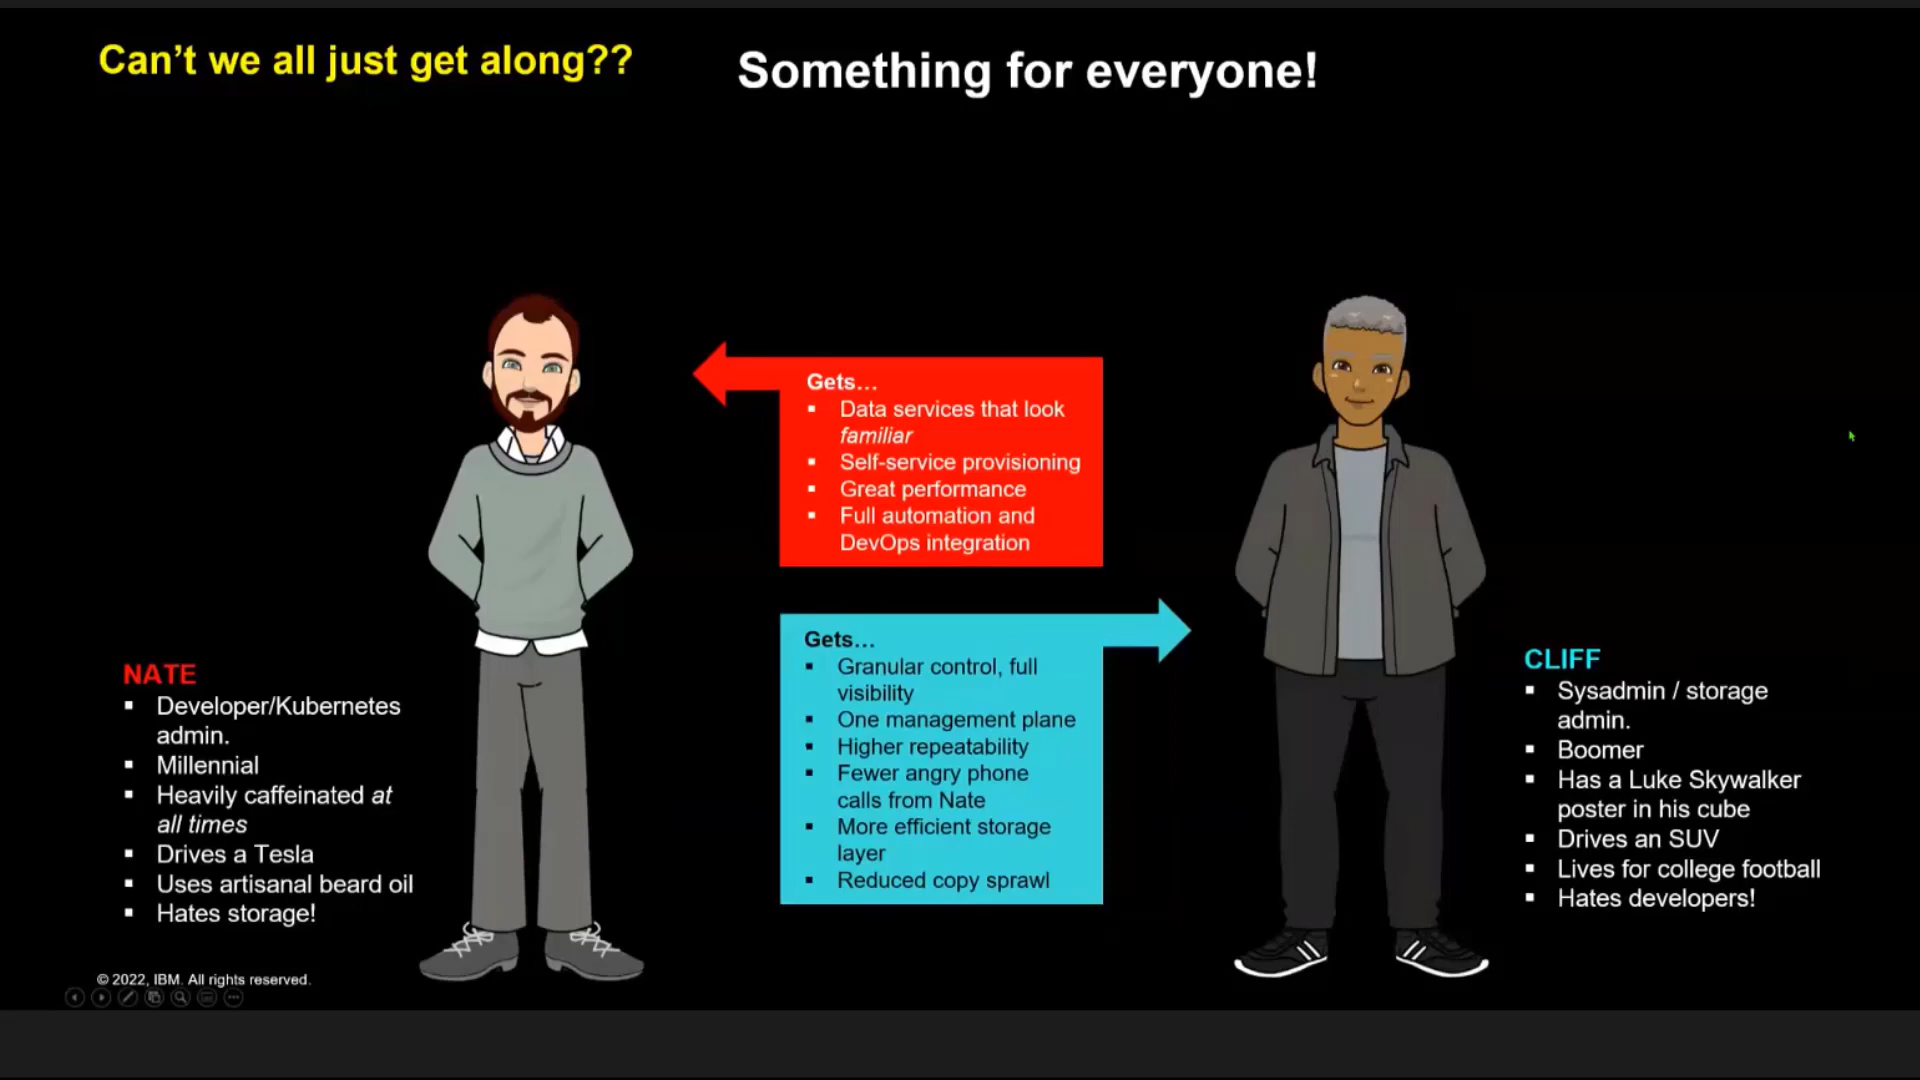 Can't we all just get along??
Something for everyone!
Gets…
▪ Data services that look
familiar
▪ Self-service provisioning
▪ Great performance
▪ Full automation and
DevOps integration
Gets…
▪ Granular control, full
visibility
▪ One management plane
▪ Higher repeatability
▪ Fewer angry phone
calls from Nate
▪ More efficient storage
layer
▪ Reduced copy sprawl
NATE
▪ Developer/Kubernetes
admin.
▪ Millennial
▪ Heavily caffeinated at
all times
▪ Drives a Tesla
▪ Uses artisanal beard oil
▪ Hates storage!
CLIFF
▪ Sysadmin / storage
admin.
▪ Boomer
▪ Has a Luke Skywalker
poster in his cube
▪ Drives an SUV
▪ Lives for college football
▪ Hates developers!
© 2022, IBM. All rights reserved.